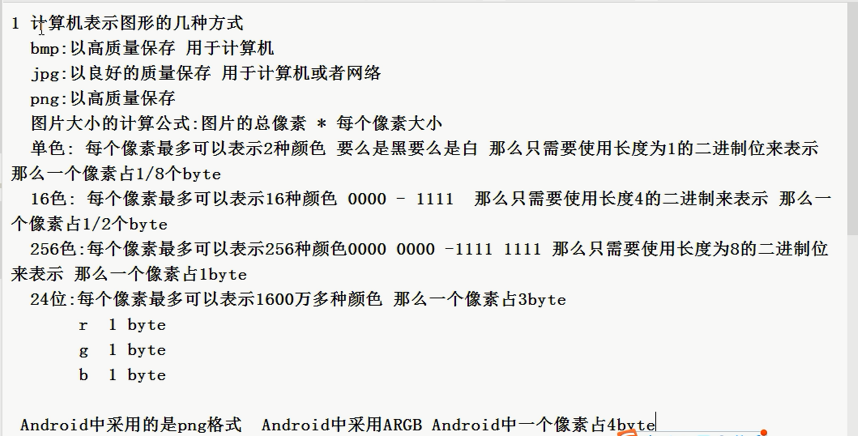 1 计算机表示图形的几种方式
bmp:以高质量保存 用于计算机
jpg:以良好的质量保存 用于计算机或者网络
png:以高质量保存
图片大小的计算公式:图片的总像素 * 每个像素大小
单色: 每个像素最多可以表示2种颜色 要么是黑要么是白 那么只需要使用长度为1的二进制位来表示
那么一个像素占1/8个byte
16色: 每个像素最多可以表示16种颜色 0000 - 1111 那么只需要使用长度4的二进制来表示 那么一
个像素占1/2个byte
256色:每个像素最多可以表示256种颜色0000 0000 -1111 1111 那么只需要使用长度为8的二进制位
来表示 那么一个像素占1byte
24位:每个像素最多可以表示1600万多种颜色 那么一个像素占3byte
r 1 byte
g 1 byte
b 1 byte
Android中采用的是png格式 Android中采用ARGB Android中一个像素占4byte